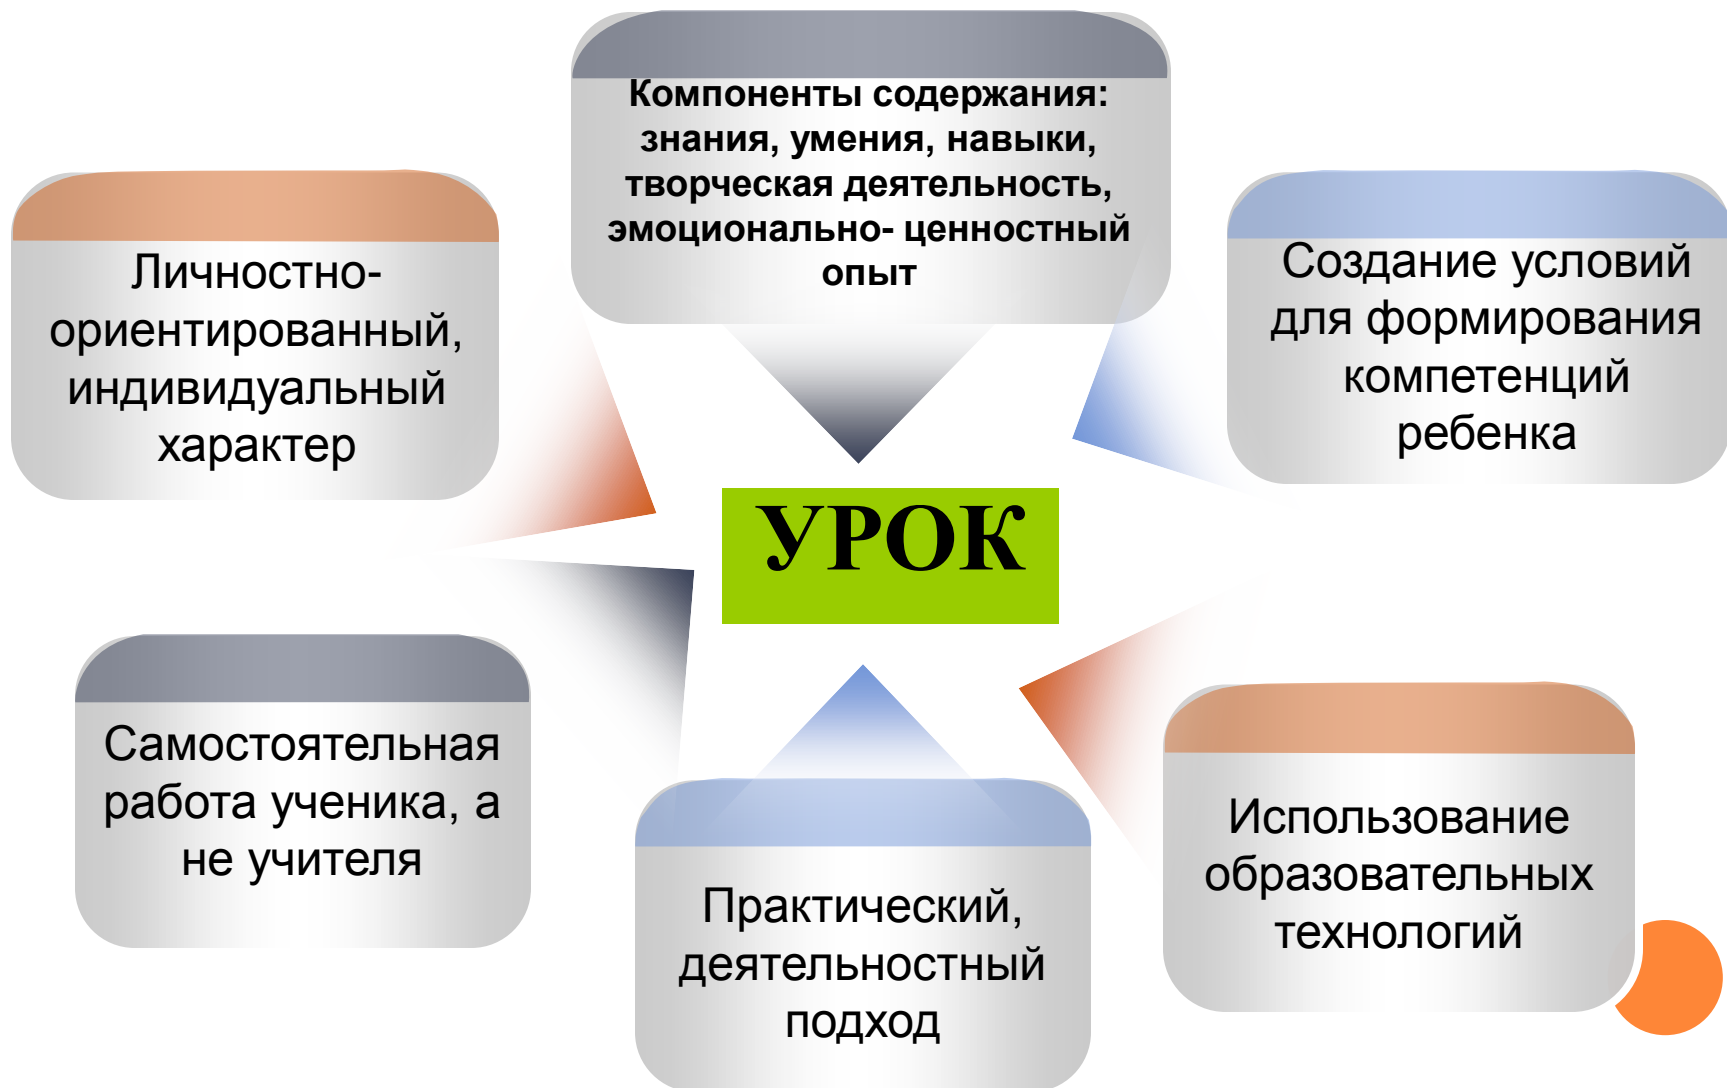 Компоненты содержания:
знания, умения, навыки,
творческая деятельность,
эмоционально- ценностный
опыт
Личностно-
ориентированный,
индивидуальный
характер
Создание условий
для формирования
компетенций
ребенка
УРОК
Самостоятельная
работа ученика, а
не учителя
Практический,
деятельностный
подход
Использование
образовательных
технологий